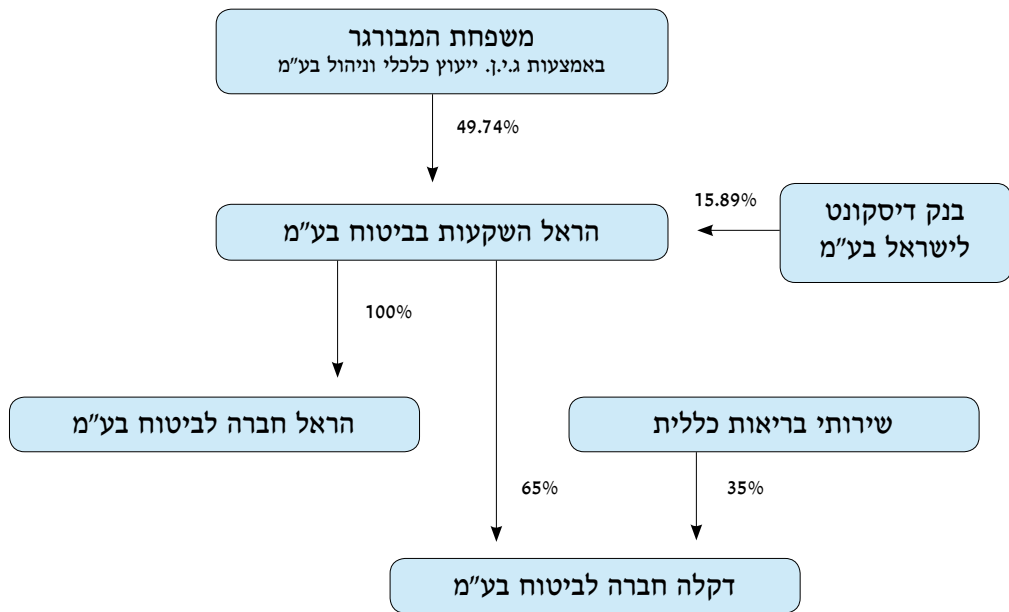 משפחת המבורגר
באמצעות ג.י.ן. ייעוץ כלכלי וניהול בע"מ
49.74%
15.89%
בנק דיסקונט
לישראל בע"מ
הראל השקעות בביטוח בע"מ
100%
הראל חברה לביטוח בע"מ
שירותי בריאות כללית
65%
35%
דקלה חברה לביטוח בע"מ